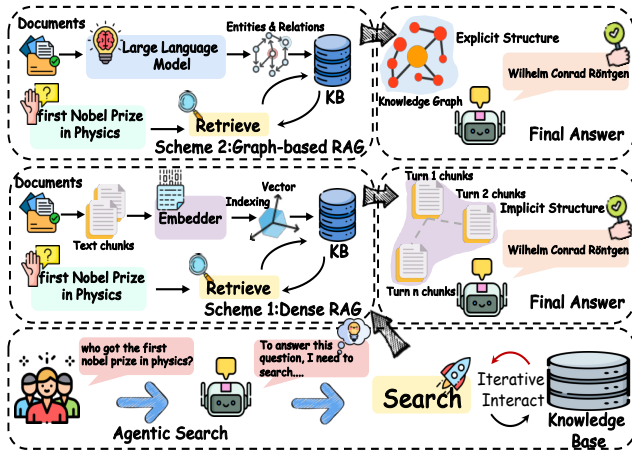 Documents
Large Language
Model
Entities & Relations
KB
first Nobel Prize
in Physics
Retrieve
Scheme 2:Graph-based RAG
Explicit Structure
Knowledge Graph
Wilhelm Conrad Röntgen
Final Answer
Documents
Text chunks
Embedder
Indexing
Vector
KB
first Nobel Prize
in Physics
Retrieve
Scheme 1:Dense RAG
Turn 1 chunks
Turn 2 chunks
Implicit Structure
Turn n chunks
Wilhelm Conrad Röntgen
Final Answer
who got the first
nobel prize in physics?
To answer this
question, I need to
search....
Agentic Search
Search
Iterative
Interact
Knowledge
Base